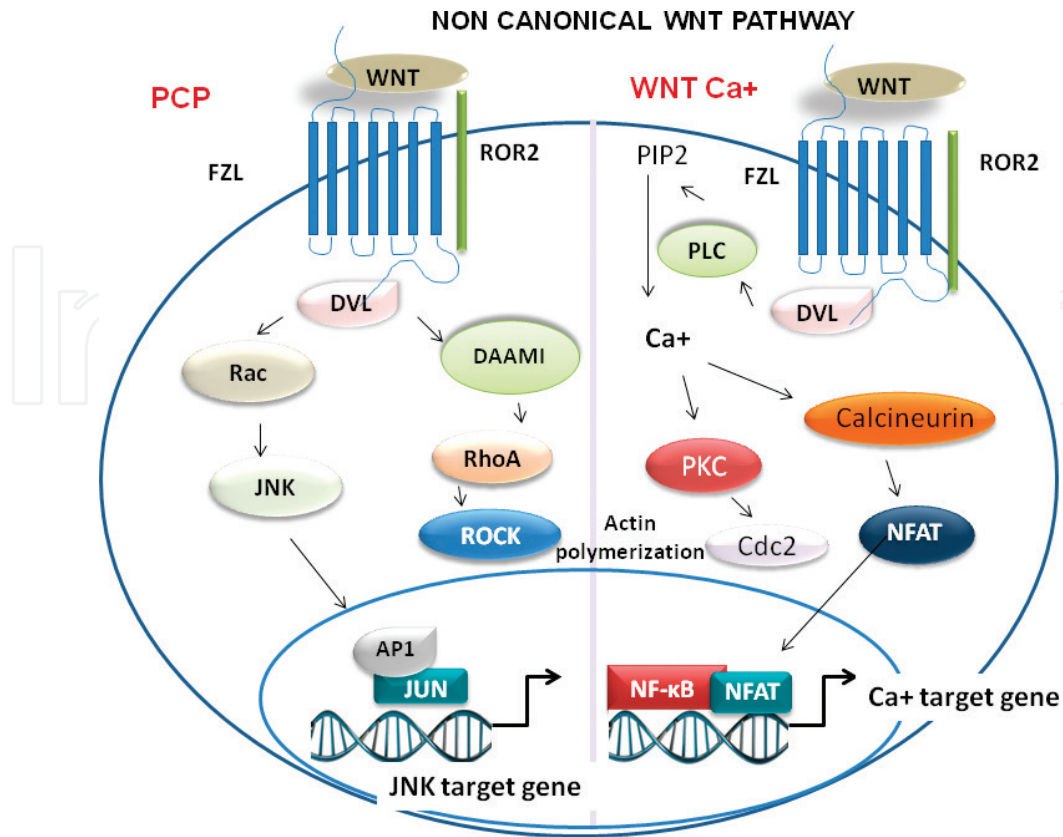 NON CANONICAL WNT PATHWAY
PCP
WNT
ROR2
FZL
DVL
Rac
DAAMI
JNK
RhoA
ROCK
AP1
JUN
JNK target gene
WNT Ca+
WNT
PIP2
FZL
ROR2
PLC
DVL
Ca+
Calcineurin
PKC
NFAT
Actin
polymerization
Cdc2
NF-κB
NFAT
Ca+ target gene